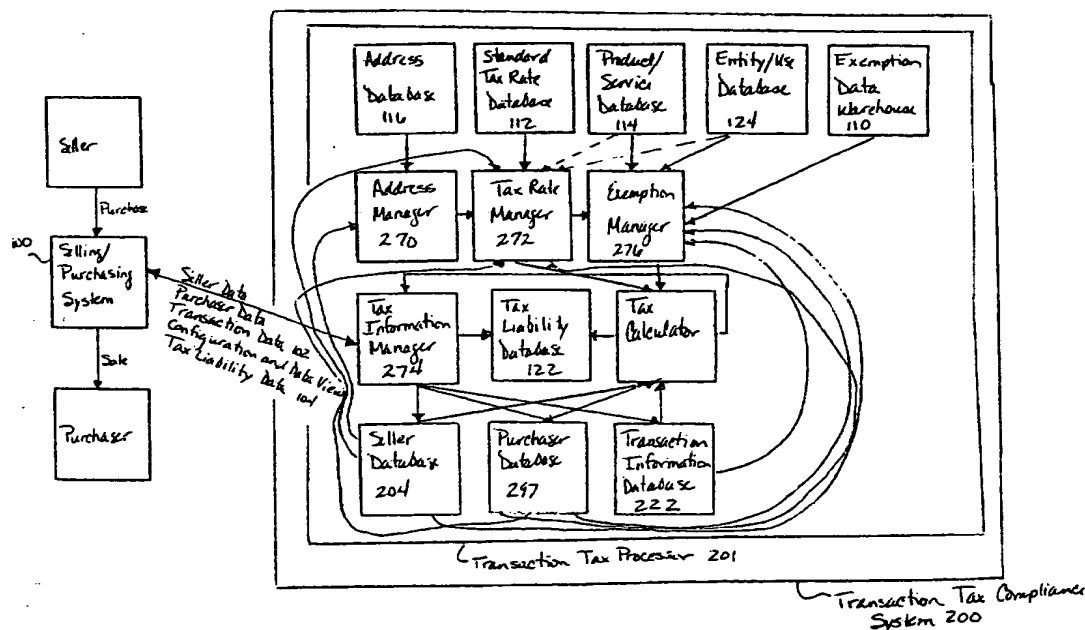 Address
Database
116
Standard
Tax Rate
Database
112
Product/
Service
Database
114
Entity/Use
Database
124
Exemption
Data
Warehouse
110
Seller
Purchase
100
Selling/
Purchasing
System
Sale
Purchaser
Seller Data
Purchaser Data
Transaction Data 102
Configuration and Data Views
Tax Liability Data 104
Address
Manager
270
Tax Rate
Manager
272
Exemption
Manager
276
Tax
Information
Manager
274
Tax
Liability
Database
122
Tax
Calculator
Seller
Database
204
Purchaser
Database
297
Transaction
Information
Database
222
Transaction Tax Processor 201
Transaction Tax Compliance
System 200